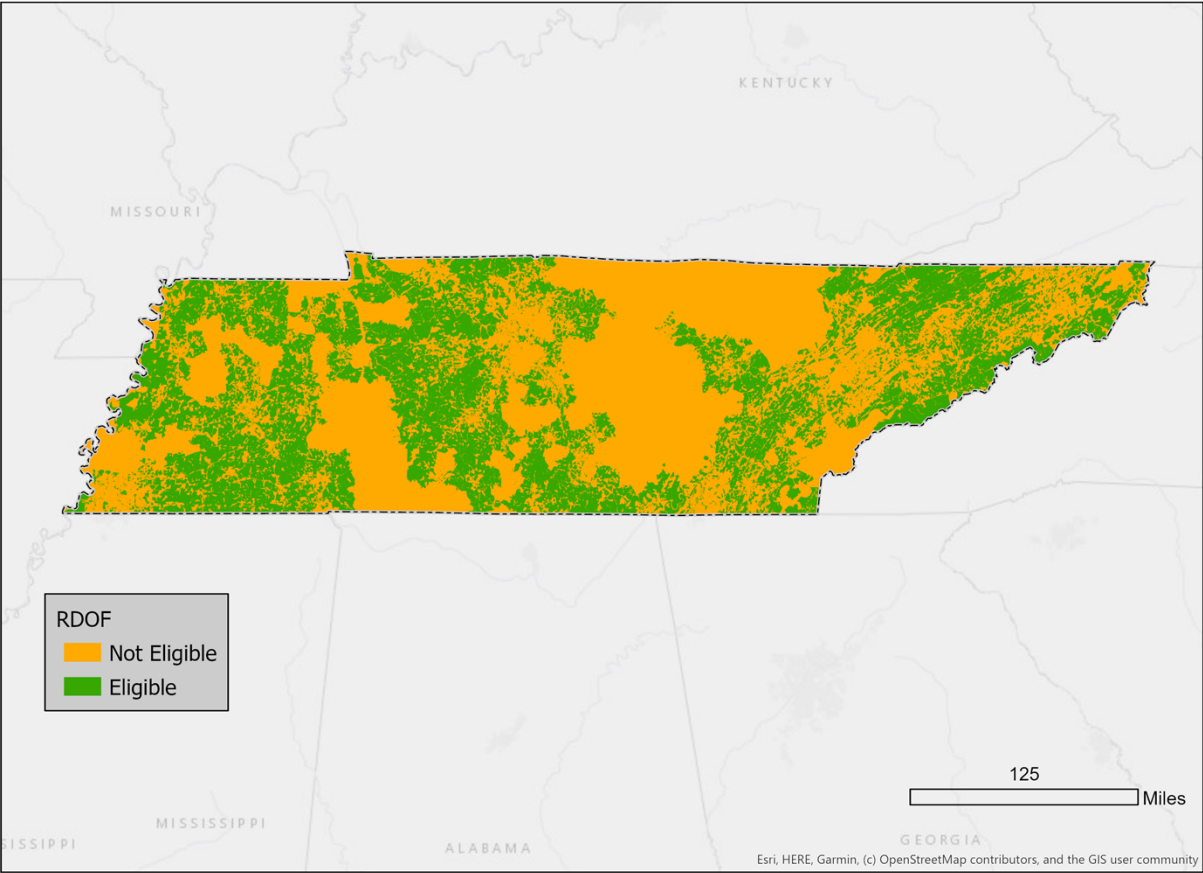 KENTUCKY
MISSOURI
RDOF
Not Eligible
Eligible
125
Miles
MISSISSIPPI
SISSIPPI
ALABAMA
GEORGIA
Esri, HERE, Garmin, (c) OpenStreetMap contributors, and the GIS user community